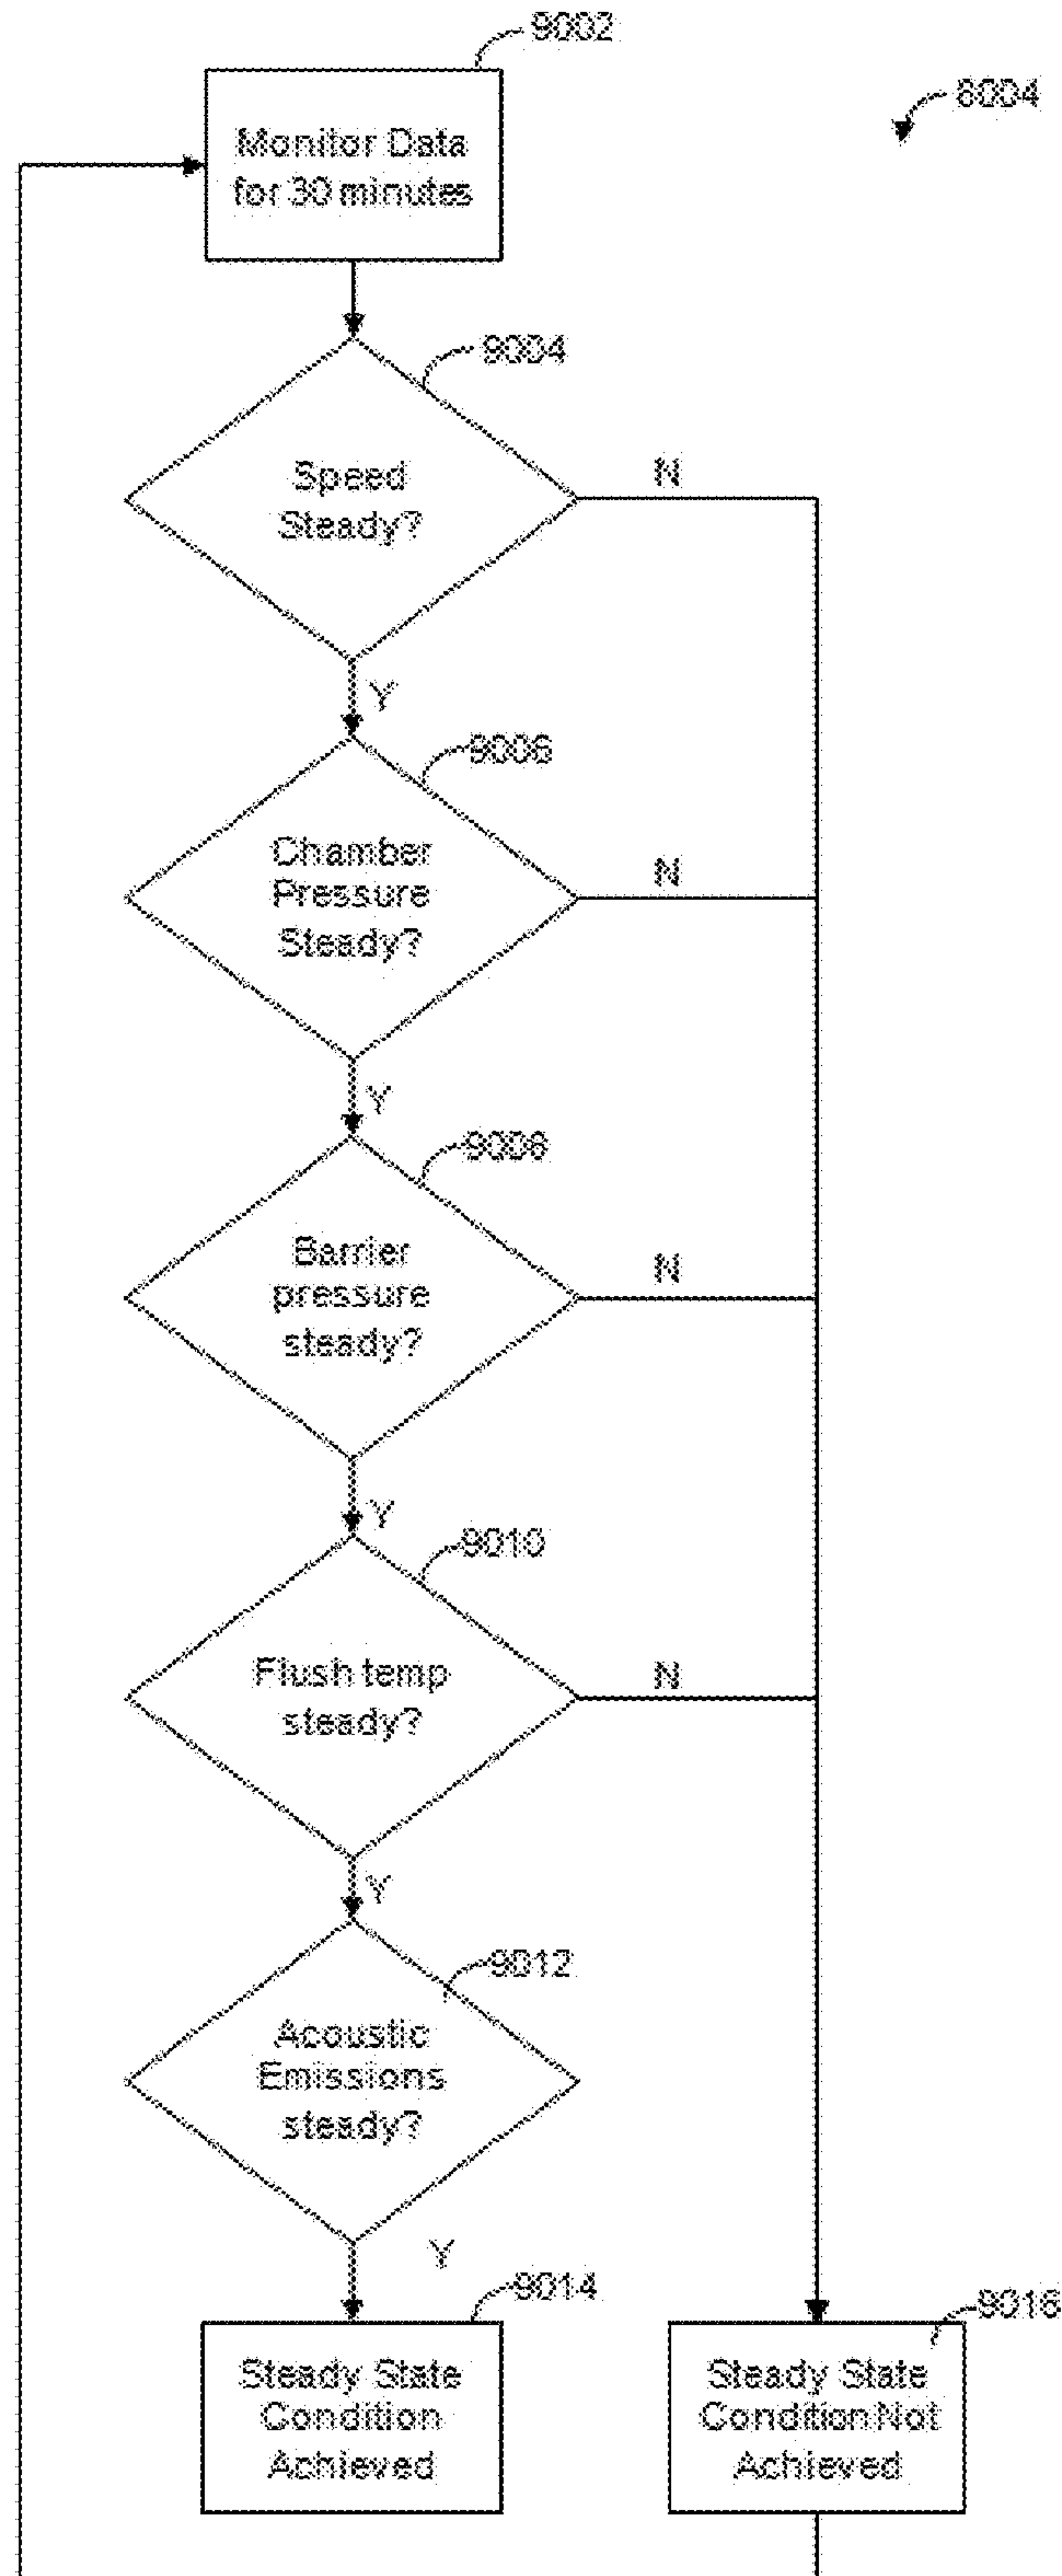 9002
8004
Monitor Data
for 30 minutes
9004
Speed
Steady?
N
Y
9006
Chamber
Pressure
Steady?
N
Y
9008
Barrier
pressure
steady?
N
Y
9010
Flush temp
steady?
N
Y
9012
Acoustic
Emissions
steady?
Y
9014
9016
Steady State
Condition
Achieved
Steady State
Condition Not
Achieved